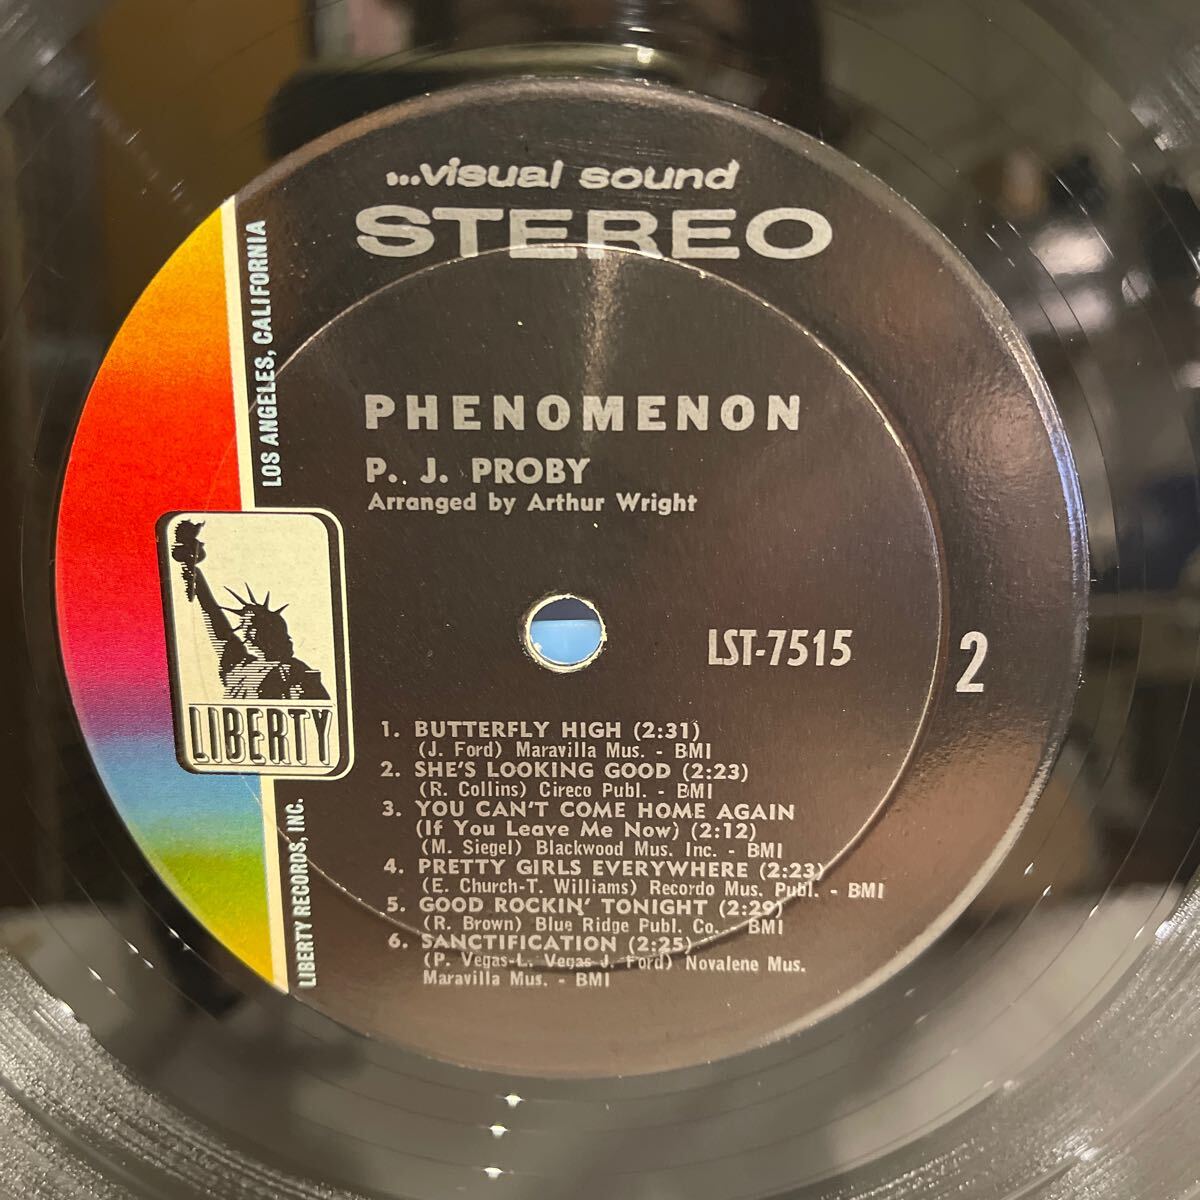 ...visual sound
STEREO
LOS ANGELES, CALIFORNIA
PHENOMENON
P. J. PROBY
Arranged by Arthur Wright
LIBERTY
LST-7515
2
1. BUTTERFLY HIGH (2:31)
(J. Ford) Maravilla Mus. - BMI
2. SHE'S LOOKING GOOD (2:23)
(R. Collins) Cireco Publ. - BMI
3. YOU CAN'T COME HOME AGAIN
(If You Leave Me Now) (2:12)
(M. Siegel) Blackwood Mus. Inc. - BMI
4. PRETTY GIRLS EVERYWHERE (2:23)
(E. Church-T. Williams) Recordo Mus. Publ. - BMI
5. GOOD ROCKIN' TONIGHT (2:29)
(R. Brown) Blue Ridge Publ. Co. - BMI
6. SANCTIFICATION (2:25)
(P. Vegas-L. Vegas-J. Ford) Novalene Mus.
Maravilla Mus. - BMI
LIBERTY RECORDS, INC.